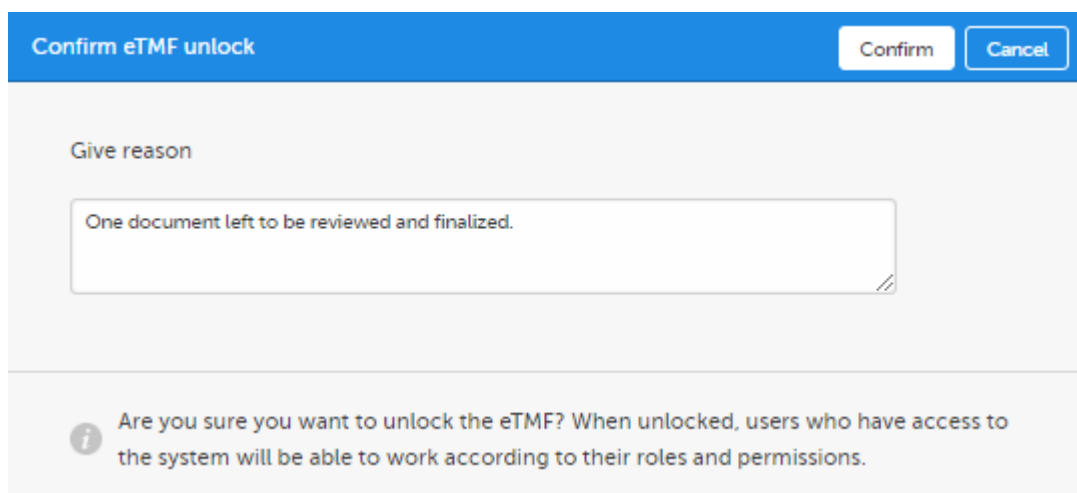 Confirm eTMF unlock
Confirm
Cancel
Give reason
One document left to be reviewed and finalized.
Are you sure you want to unlock the eTMF? When unlocked, users who have access to
the system will be able to work according to their roles and permissions.